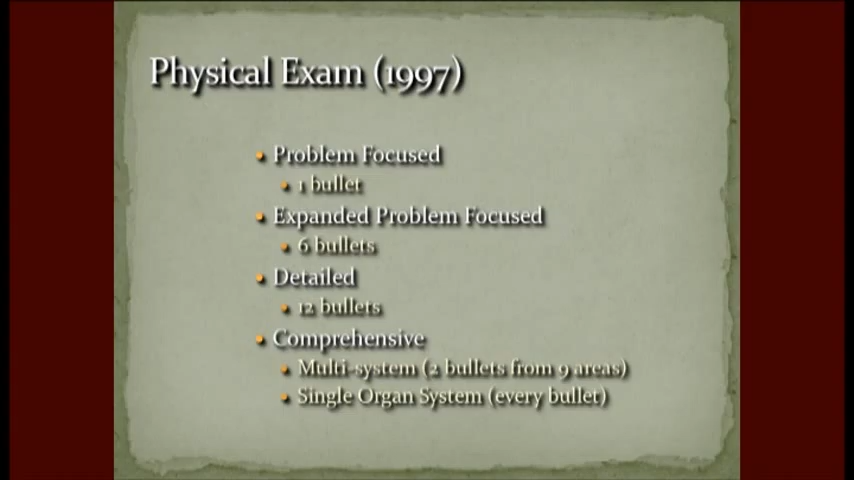 Physical Exam (1997)
Problem Focused
1 bullet
Expanded Problem Focused
6 bullets
Detailed
12 bullets
Comprehensive
Multi-system (2 bullets from 9 areas)
Single Organ System (every bullet)